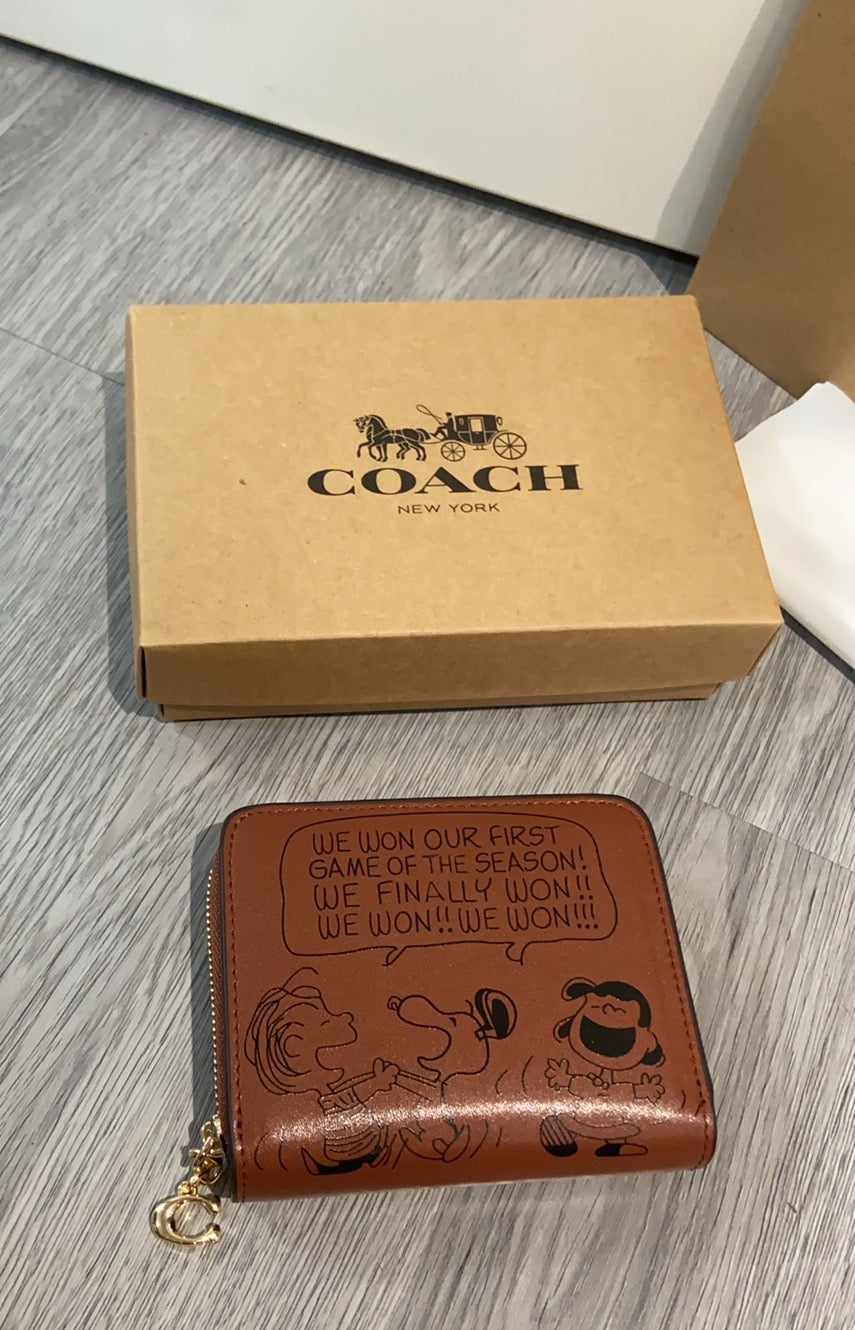 COACH
NEW YORK
WE WON OUR FIRST
GAME OF THE SEASON!
WE FINALLY WON!!
WE WON!! WE WON!!!